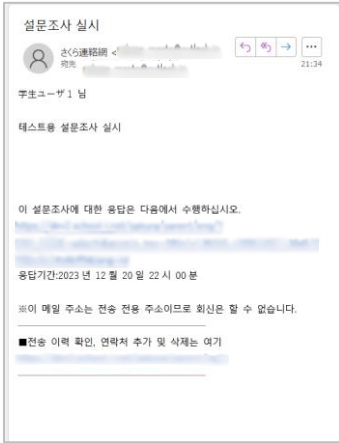 설문조사 실시
さくら連絡網 <
宛先
21:34
学生ユーザ1 님
테스트용 설문조사 실시
이 설문조사에 대한 응답은 다음에서 수행하십시오.
응답기간:2023 년 12 월 20 일 22 시 00 분
※이 메일 주소는 전송 전용 주소이므로 회신은 할 수 없습니다.
■전송 이력 확인, 연락처 추가 및 삭제는 여기